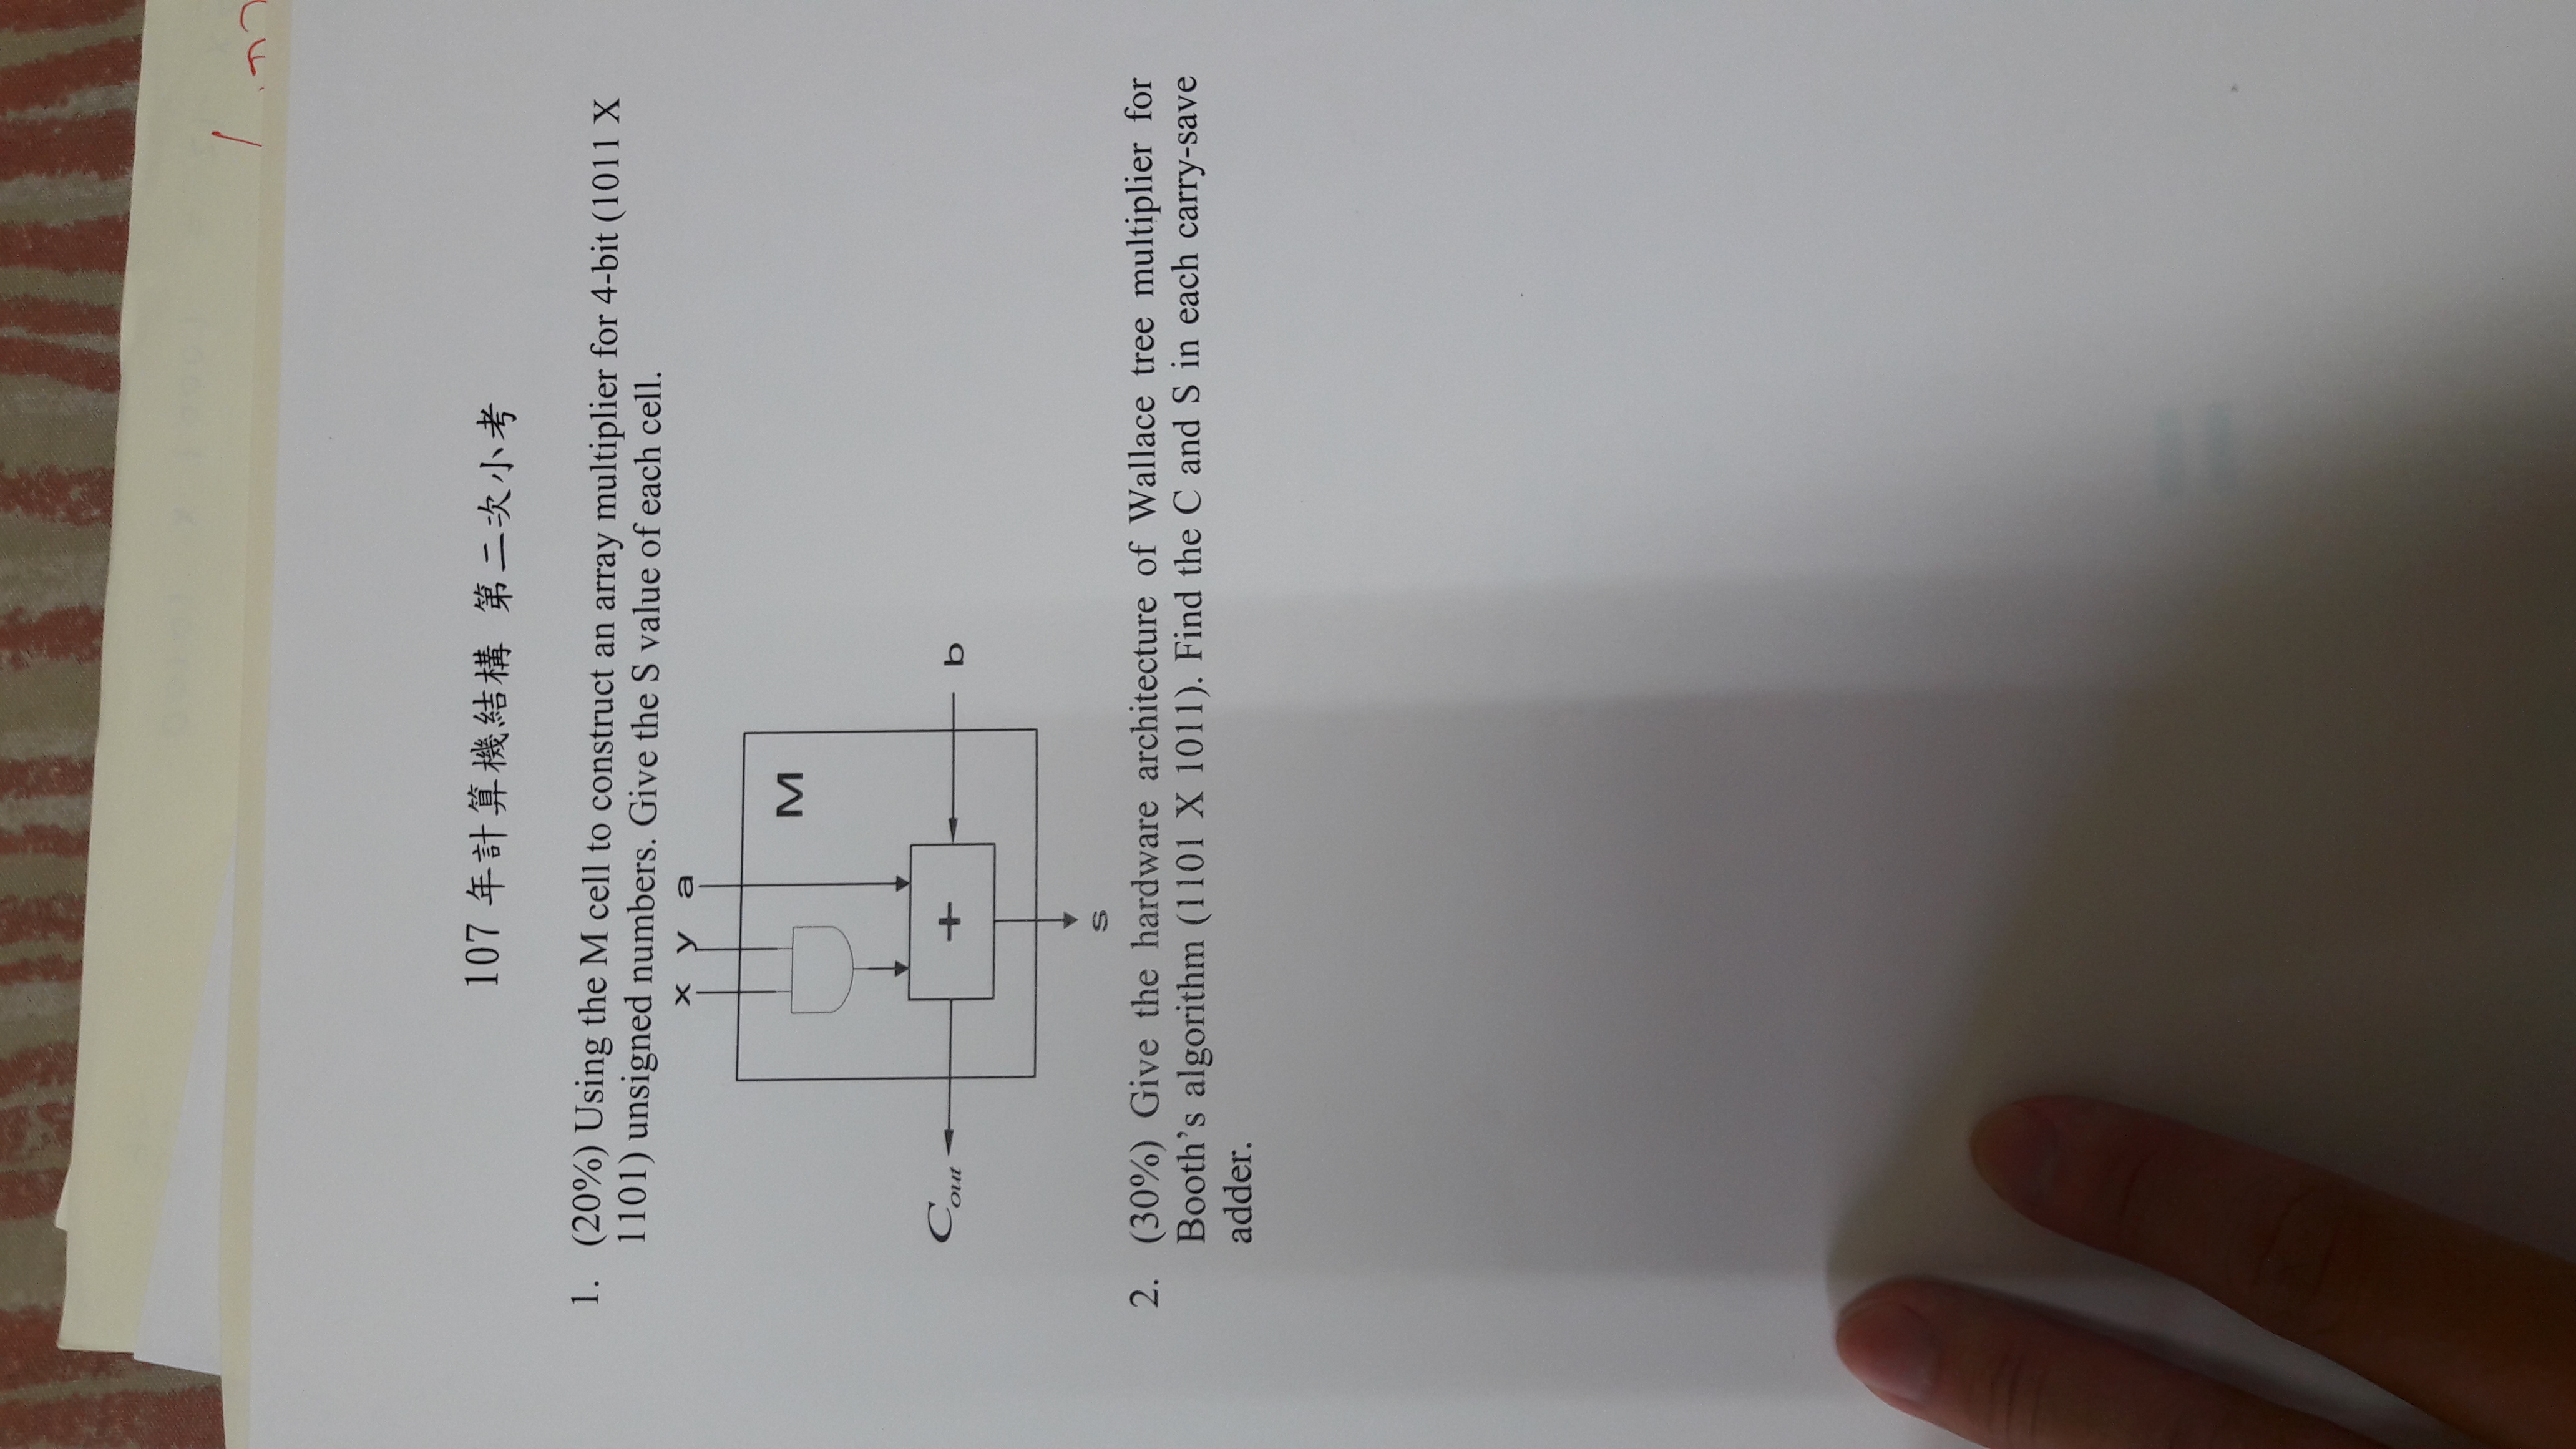 107 年計算機結構 第二次小考
1. (20%) Using the M cell to construct an array multiplier for 4-bit (1011 X
1101) unsigned numbers. Give the S value of each cell.
x y a
M
Cout + b
s
2. (30%) Give the hardware architecture of Wallace tree multiplier for
Booth's algorithm (1101 X 1011). Find the C and S in each carry-save
adder.